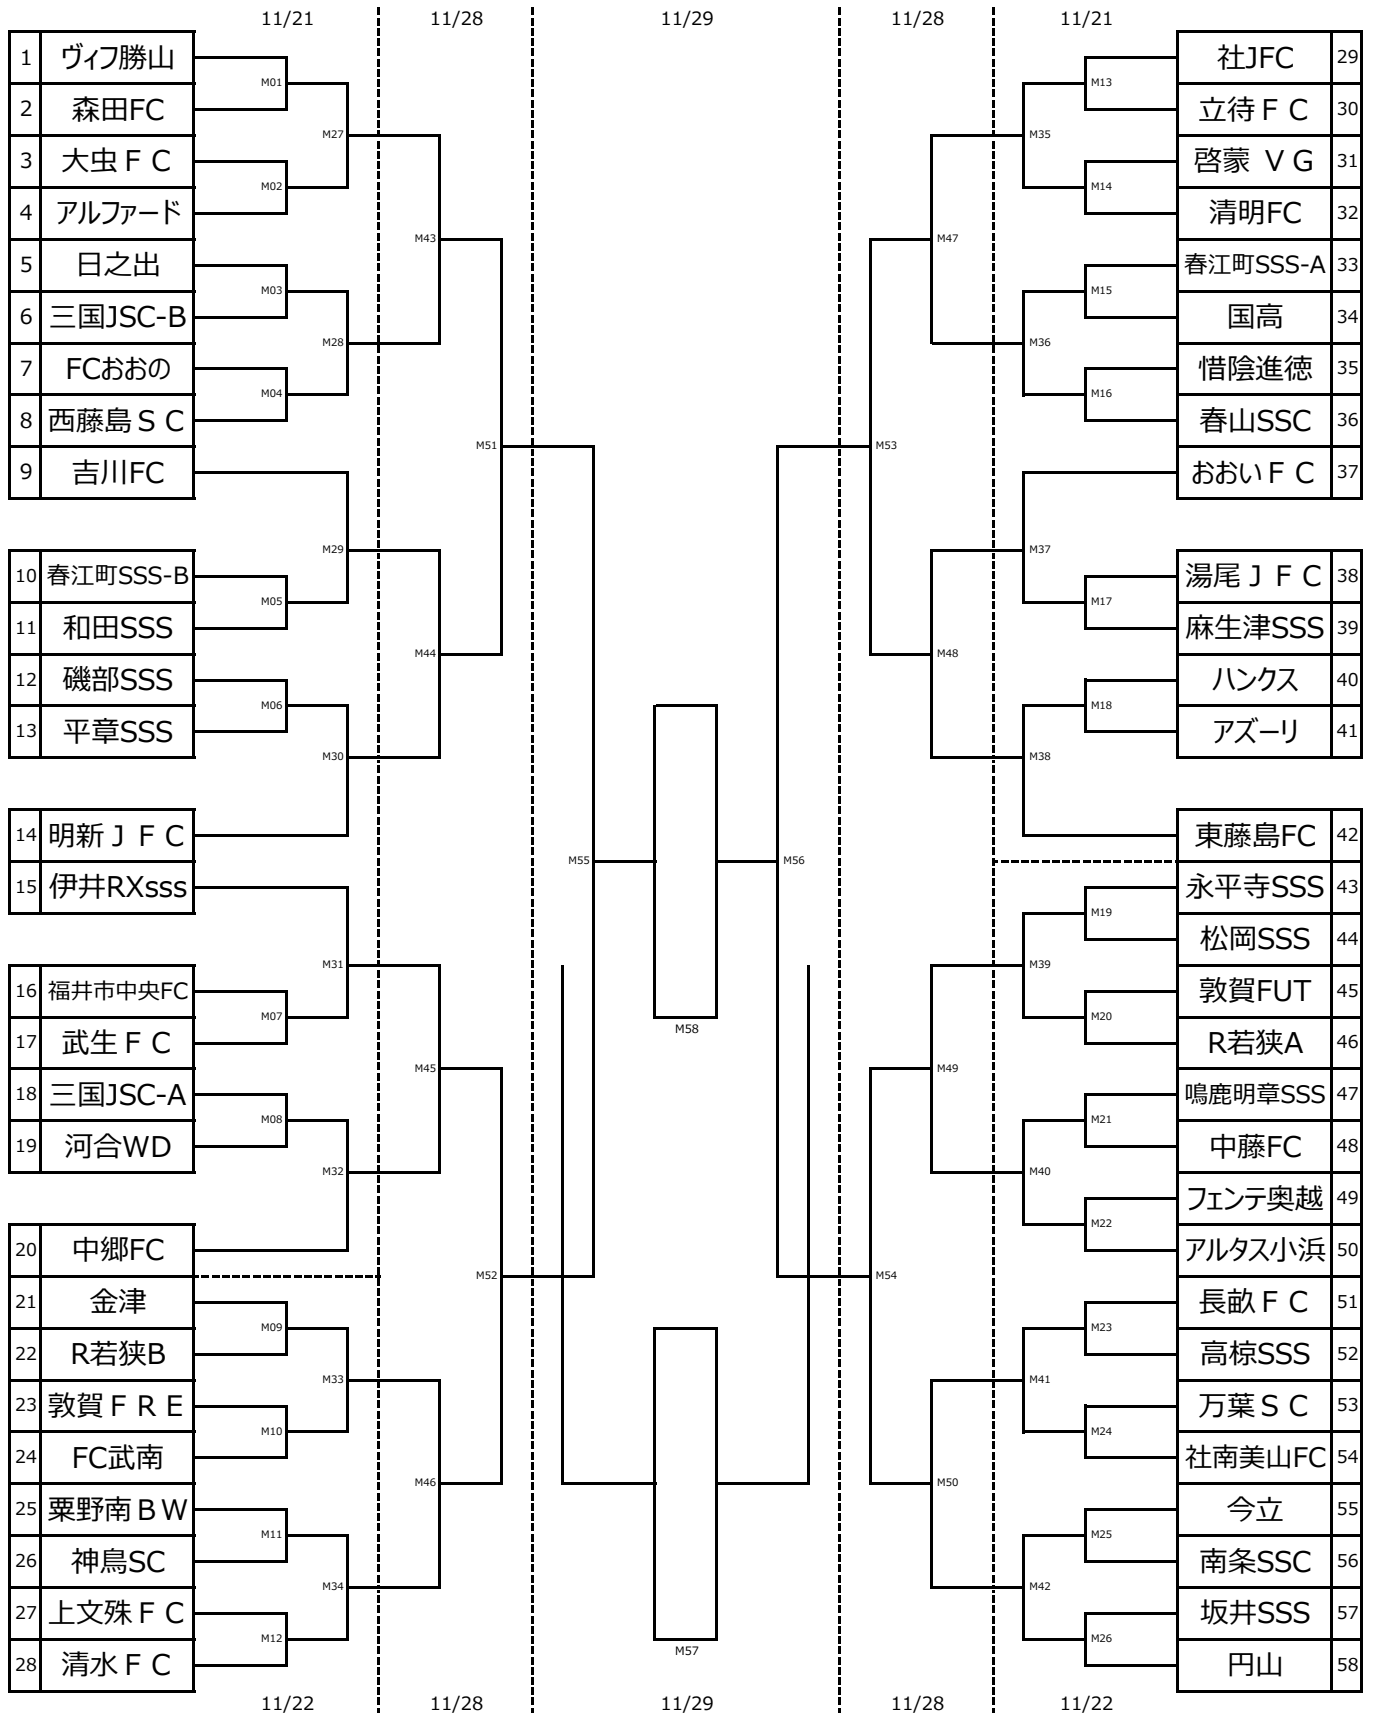 11/21 11/28 11/29 11/28 11/21
1 ヴィフ勝山
2 森田FC
3 大虫ＦＣ
4 アルファード
5 日之出
6 三国JSC-B
7 FCおおの
8 西藤島ＳＣ
9 吉川FC
10 春江町SSS-B
11 和田SSS
12 磯部SSS
13 平章SSS
14 明新ＪＦＣ
15 伊井RXsss
16 福井市中央FC
17 武生ＦＣ
18 三国JSC-A
19 河合WD
20 中郷FC
21 金津
22 R若狭B
23 敦賀ＦＲＥ
24 FC武南
25 粟野南ＢＷ
26 神鳥SC
27 上文殊ＦＣ
28 清水ＦＣ
M01
M02
M03
M04
M05
M06
M07
M08
M09
M10
M11
M12
M27
M28
M29
M30
M31
M32
M33
M34
M43
M44
M45
M46
M51
M52
M55
M58
M57
M56
M53
M54
M47
M48
M49
M50
M35
M36
M37
M38
M39
M40
M41
M42
M13
M14
M15
M16
M17
M18
M19
M20
M21
M22
M23
M24
M25
M26
社JFC 29
立待ＦＣ 30
啓蒙 ＶＧ 31
清明FC 32
春江町SSS-A 33
国高 34
惜陰進徳 35
春山SSC 36
おおいＦＣ 37
湯尾ＪＦＣ 38
麻生津SSS 39
ハンクス 40
アズーリ 41
東藤島FC 42
永平寺SSS 43
松岡SSS 44
敦賀FUT 45
R若狭A 46
鳴鹿明章SSS 47
中藤FC 48
フェンテ奥越 49
アルタス小浜 50
長畝ＦＣ 51
高椋SSS 52
万葉ＳＣ 53
社南美山FC 54
今立 55
南条SSC 56
坂井SSS 57
円山 58
11/22 11/28 11/29 11/28 11/22